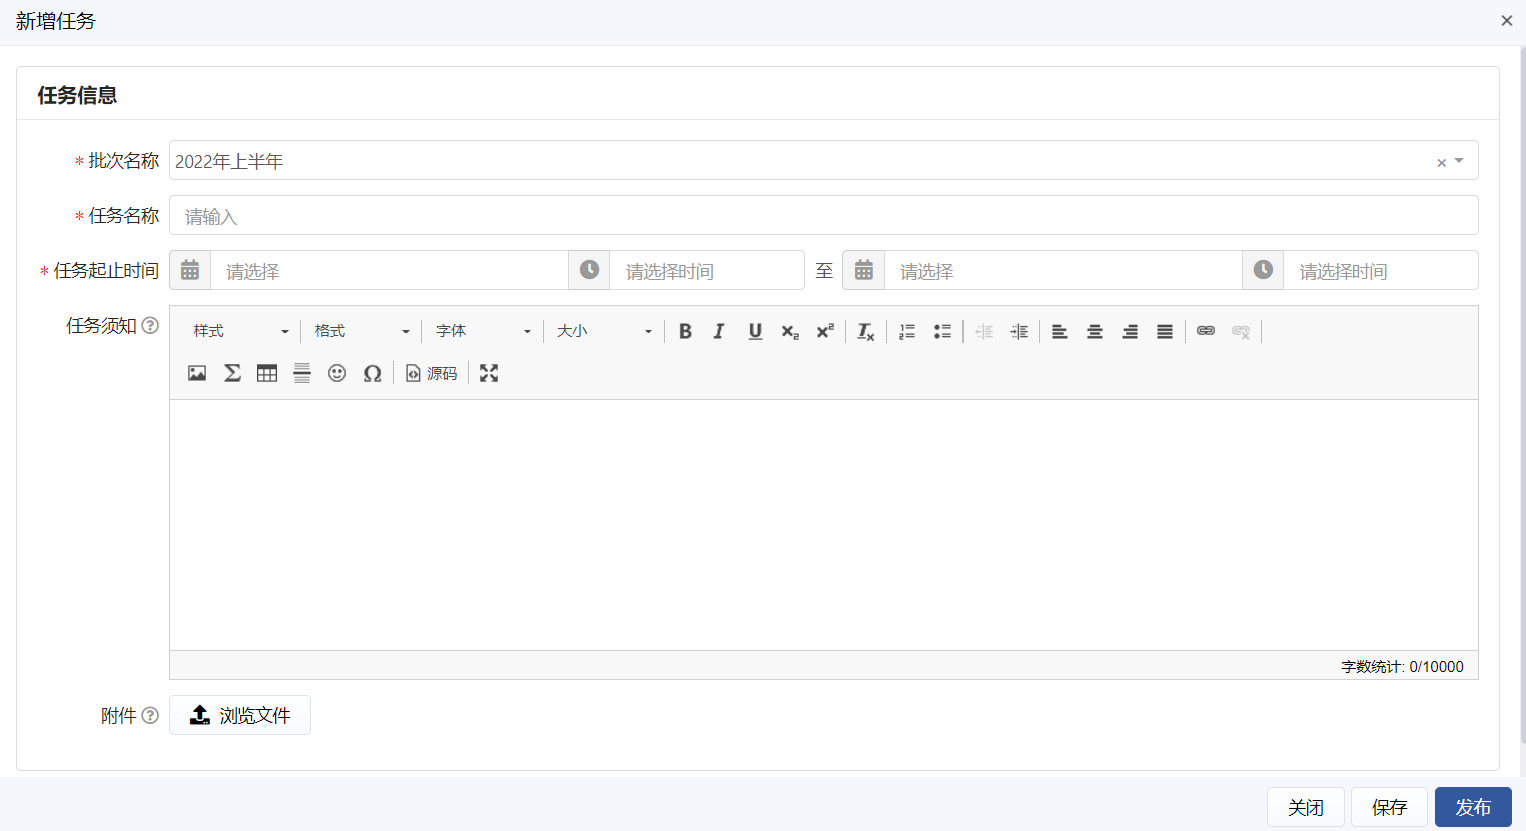 新增任务
任务信息
* 批次名称 2022年上半年
* 任务名称 请输入
* 任务起止时间 请选择 请选择时间 至 请选择 请选择时间
任务须知 样式 格式 字体 大小
源码
字数统计: 0/10000
附件 浏览文件
关闭 保存 发布